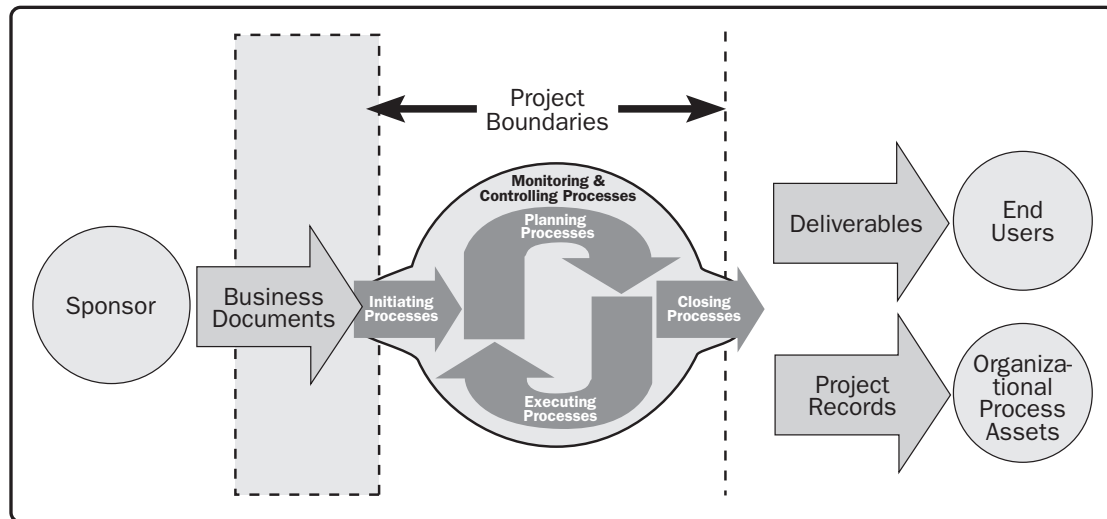 Project
Boundaries
Monitoring &
Controlling Processes
Planning
Processes
Sponsor
Business
Documents
Initiating
Processes
Closing
Processes
Executing
Processes
Deliverables
End
Users
Project
Records
Organiza-
tional
Process
Assets